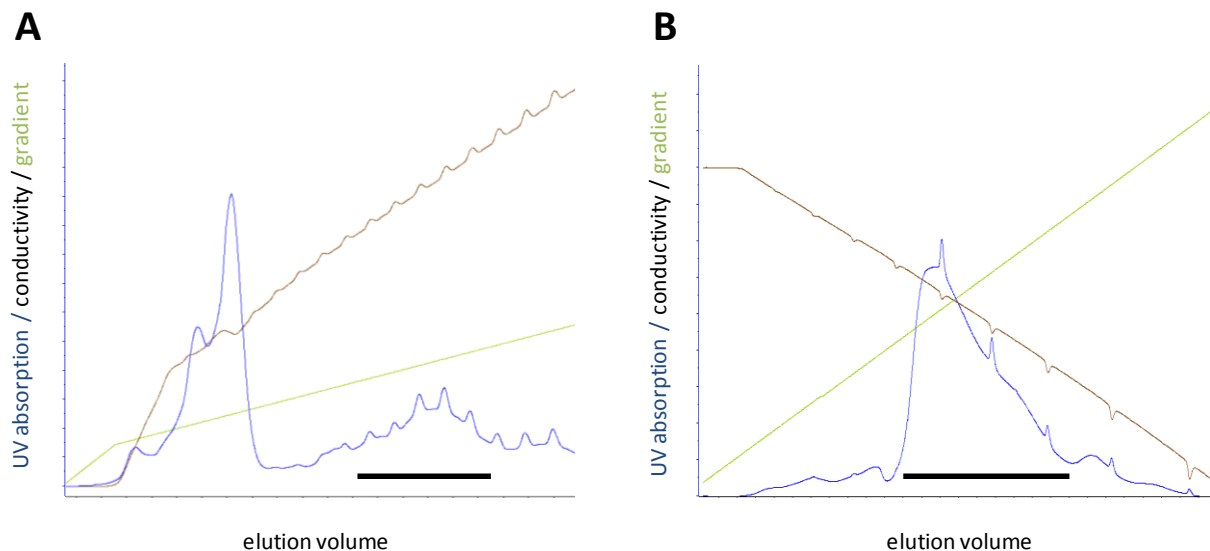 A
UV absorption / conductivity / gradient
elution volume
B
UV absorption / conductivity / gradient
elution volume